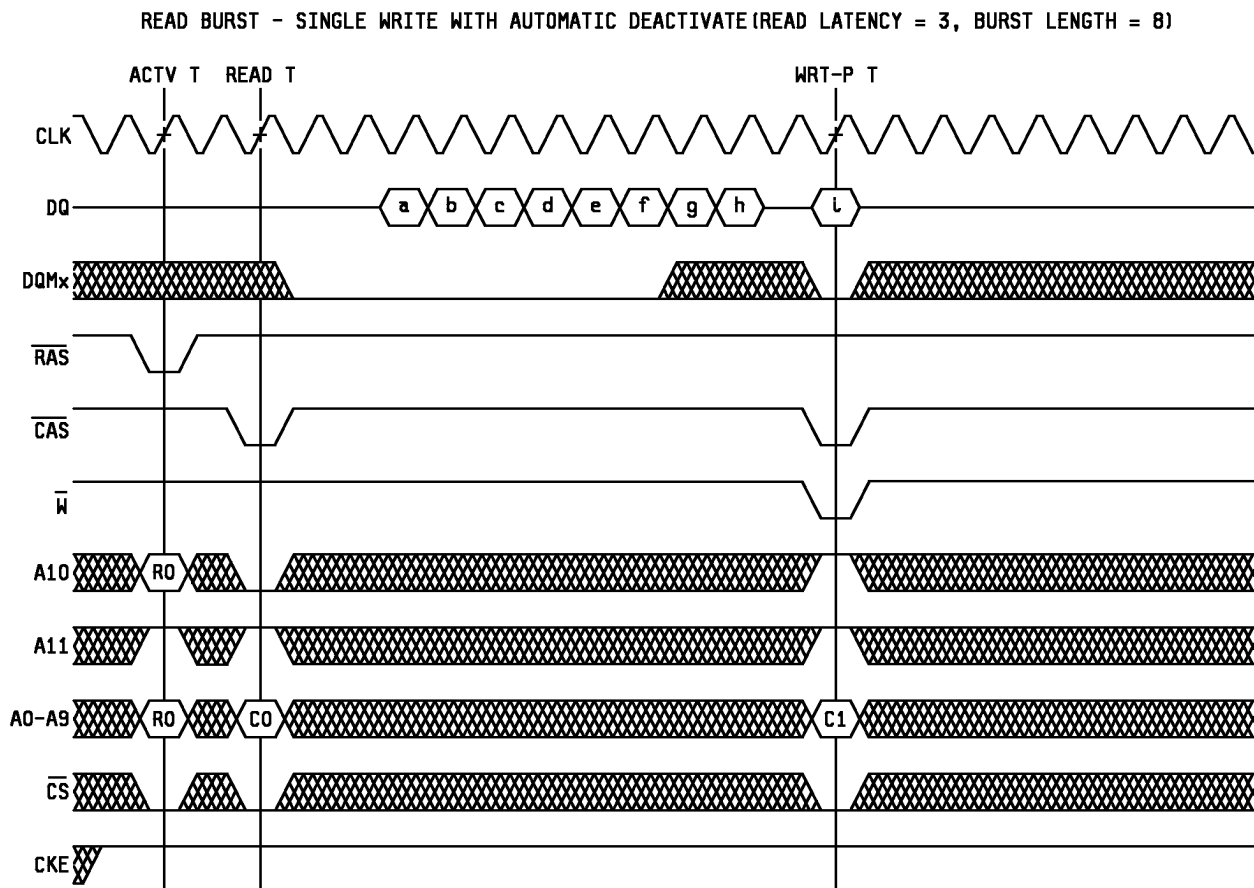 READ BURST - SINGLE WRITE WITH AUTOMATIC DEACTIVATE(READ LATENCY = 3, BURST LENGTH = 8)
ACTV T READ T WRT-P T
CLK
DQ a b c d e f g h i
DQMx
RAS
CAS
W
A10 R0
A11
A0-A9 R0 C0 C1
CS
CKE